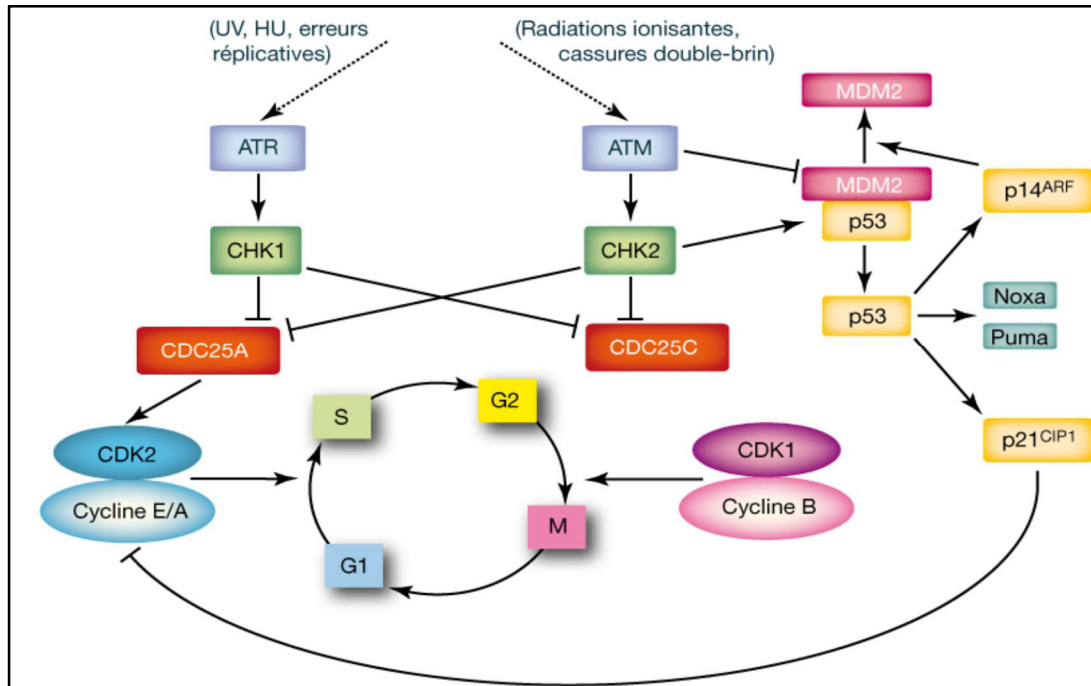 (UV, HU, erreurs
réplicatives)
(Radiations ionisantes,
cassures double-brin)
MDM2
ATR
ATM
MDM2
p53
p14ARF
CHK1
CHK2
Noxa
p53
Puma
CDC25A
CDC25C
S
G2
CDK2
Cycline E/A
CDK1
Cycline B
p21CIP1
M
G1